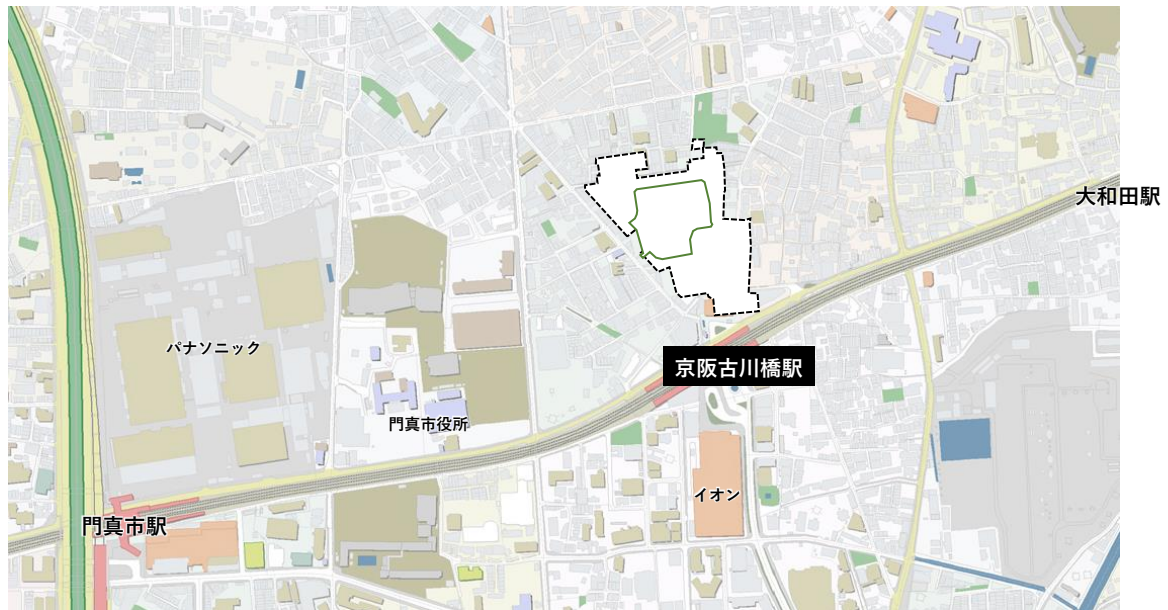 大和田駅
パナソニック
京阪古川橋駅
門真市役所
イオン
門真市駅